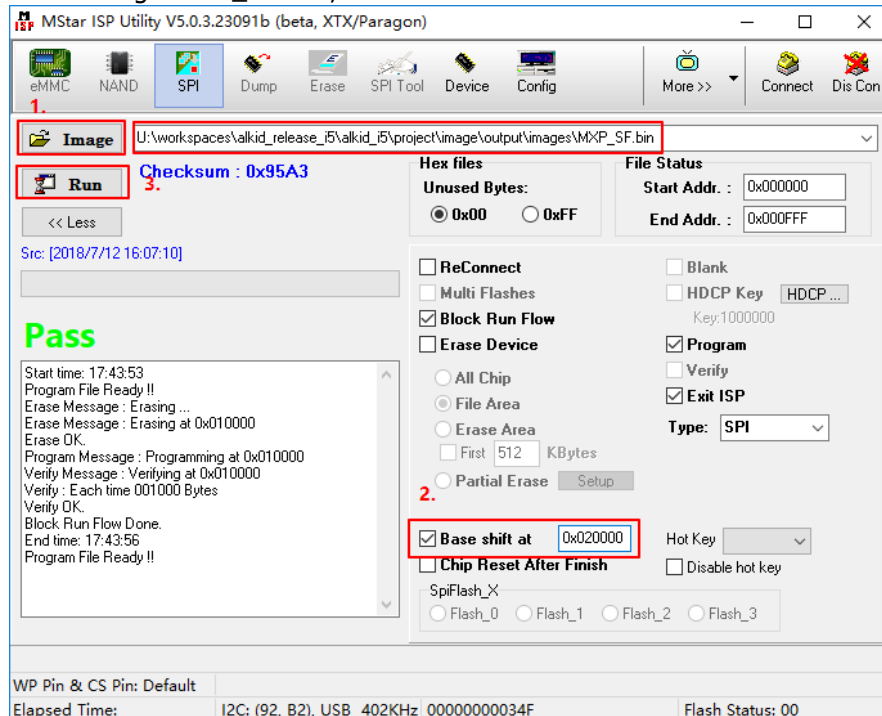 MStar ISP Utility V5.0.3.23091b (beta, XTX/Paragon)
eMMC NAND SPI Dump Erase SPI Tool Device Config More >> Connect Dis Con
1.
Image U:\workspaces\alkid_release_i5\alkid_i5\project\image\output\images\MXP_SF.bin
Run
3.
Checksum : 0x95A3
<< Less
Src: [2018/7/12 16:07:10]
Pass
Start time: 17:43:53
Program File Ready !!
Erase Message : Erasing ...
Erase Message : Erasing at 0x010000
Erase OK.
Program Message : Programming at 0x010000
Verify Message : Verifying at 0x010000
Verify : Each time 001000 Bytes
Verify OK.
Block Run Flow Done.
End time: 17:43:56
Program File Ready !!
Hex files
Unused Bytes:
0x00 0xFF
File Status
Start Addr. : 0x000000
End Addr. : 0x000FFF
ReConnect
Multi Flashes
Block Run Flow
Erase Device
All Chip
File Area
Erase Area
First 512 KBytes
Partial Erase Setup
Blank
HDCP Key HDCP ...
Key:1000000
Program
Verify
Exit ISP
Type: SPI
2.
Base shift at 0x020000
Hot Key
Chip Reset After Finish
Disable hot key
SpiFlash_X
Flash_0 Flash_1 Flash_2 Flash_3
WP Pin & CS Pin: Default
Elapsed Time: I2C: (92, B2), USB 402KHz 00000000034F Flash Status: 00